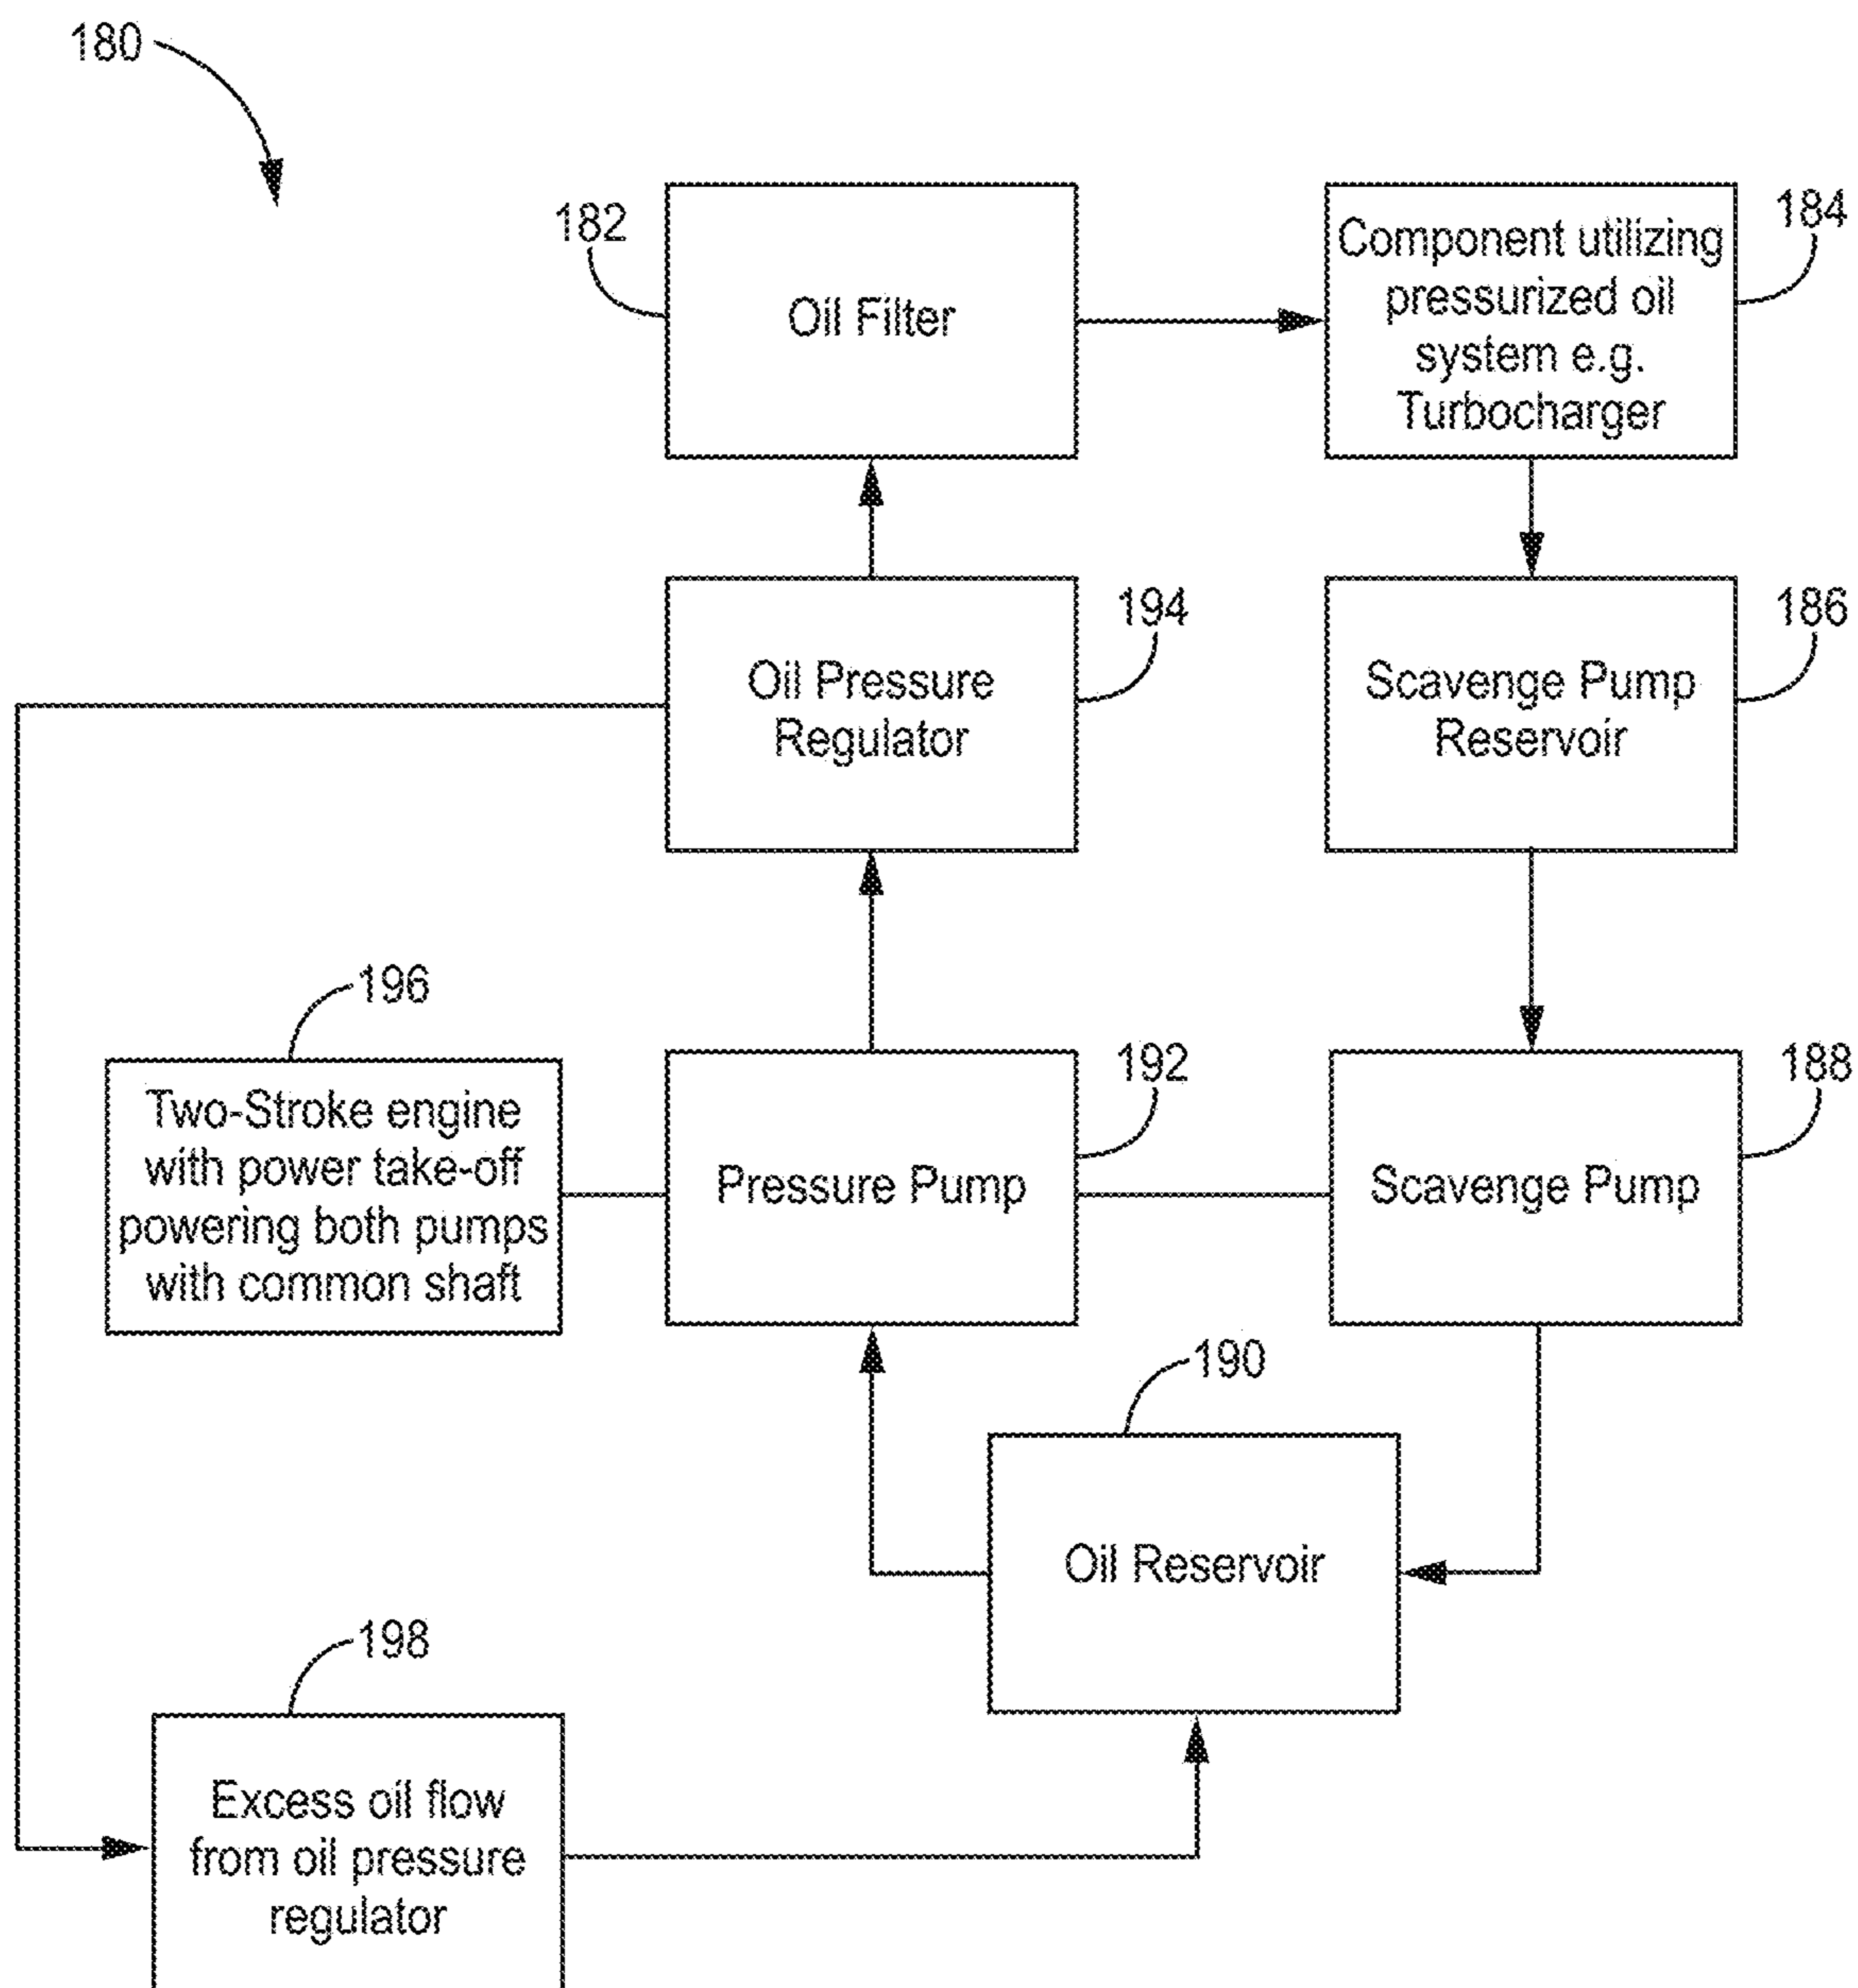 180
182
Oil Filter
184
Component utilizing
pressurized oil
system e.g.
Turbocharger
194
Oil Pressure
Regulator
186
Scavenge Pump
Reservoir
196
Two-Stroke engine
with power take-off
powering both pumps
with common shaft
192
Pressure Pump
188
Scavenge Pump
190
Oil Reservoir
198
Excess oil flow
from oil pressure
regulator